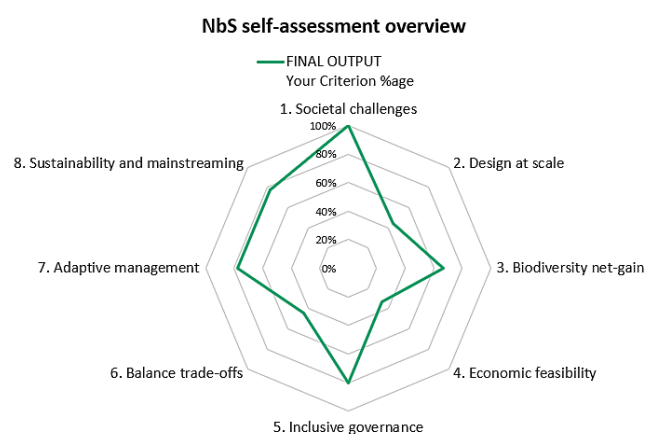 NbS self-assessment overview
FINAL OUTPUT
Your Criterion %age
1. Societal challenges
100%
8. Sustainability and mainstreaming
80%
2. Design at scale
60%
40%
20%
7. Adaptive management
0%
3. Biodiversity net-gain
6. Balance trade-offs
4. Economic feasibility
5. Inclusive governance